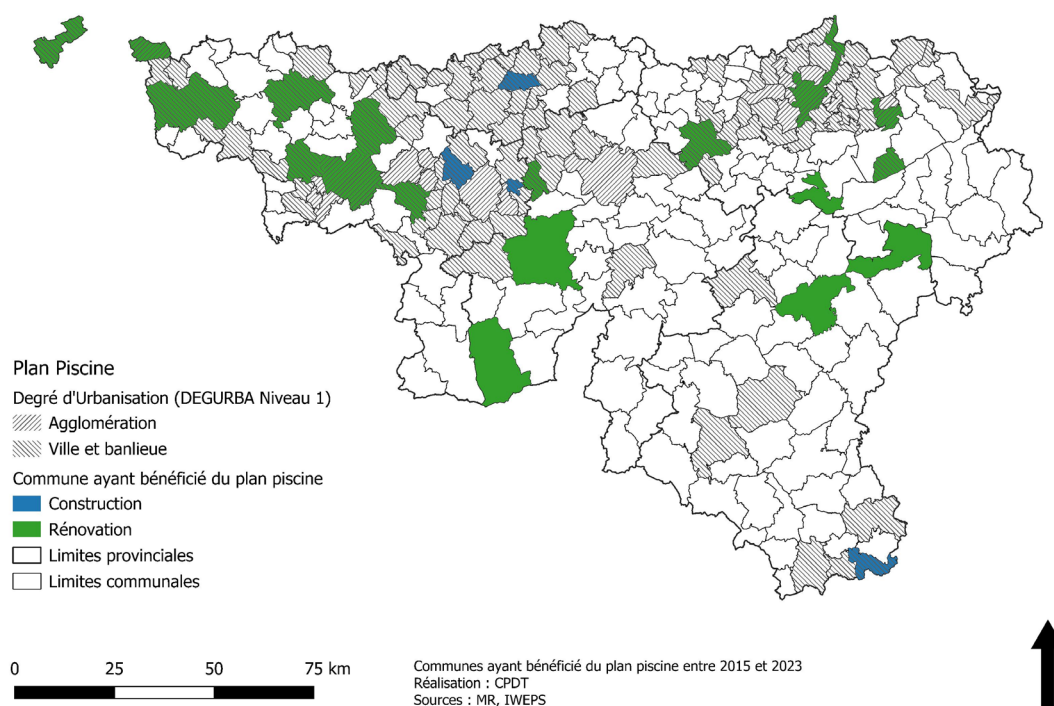 Plan Piscine
Degré d'Urbanisation (DEGURBA Niveau 1)
Agglomération
Ville et banlieue
Commune ayant bénéficié du plan piscine
Construction
Rénovation
Limites provinciales
Limites communales
0 25 50 75 km
Communes ayant bénéficié du plan piscine entre 2015 et 2023
Réalisation : CPDT
Sources : MR, IWEPS